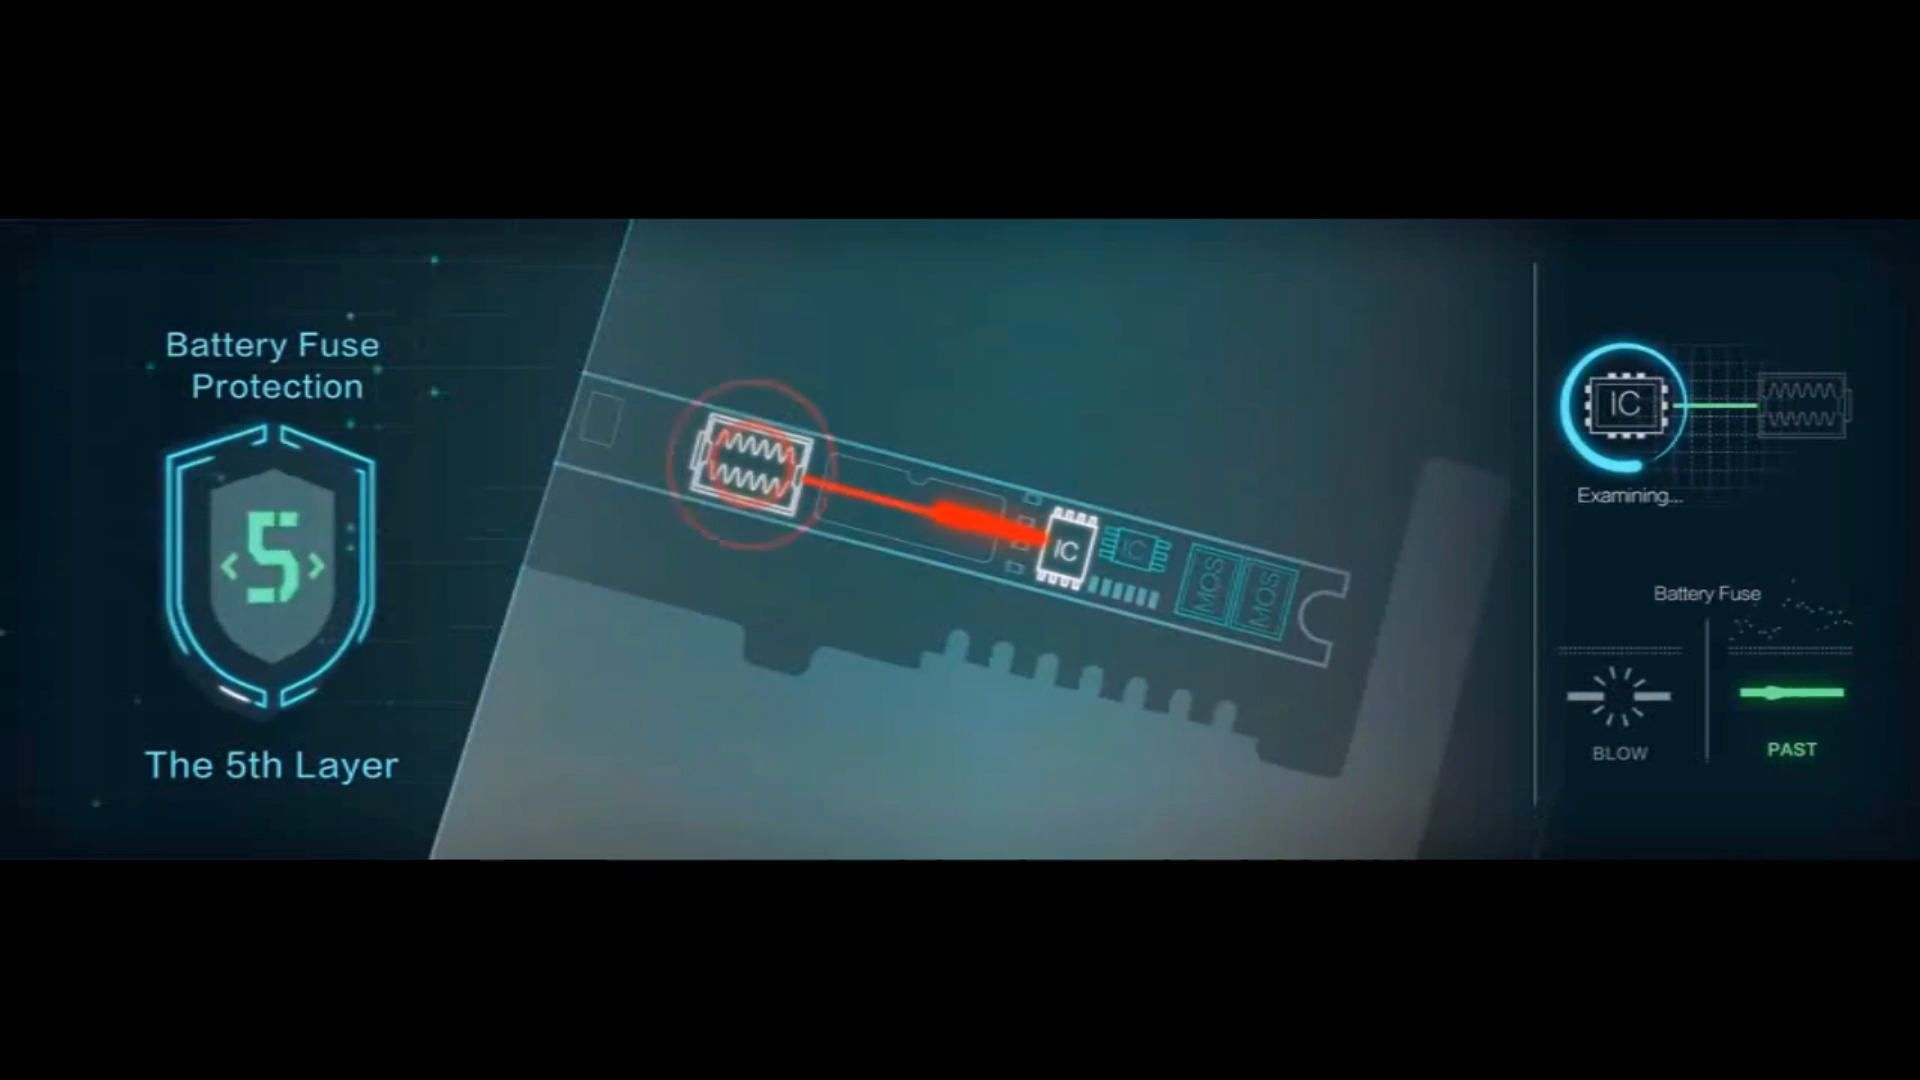 Battery Fuse
Protection
<5>
The 5th Layer
IC
IC
MOS
MOS
IC
Examining...
Battery Fuse
BLOW
PAST